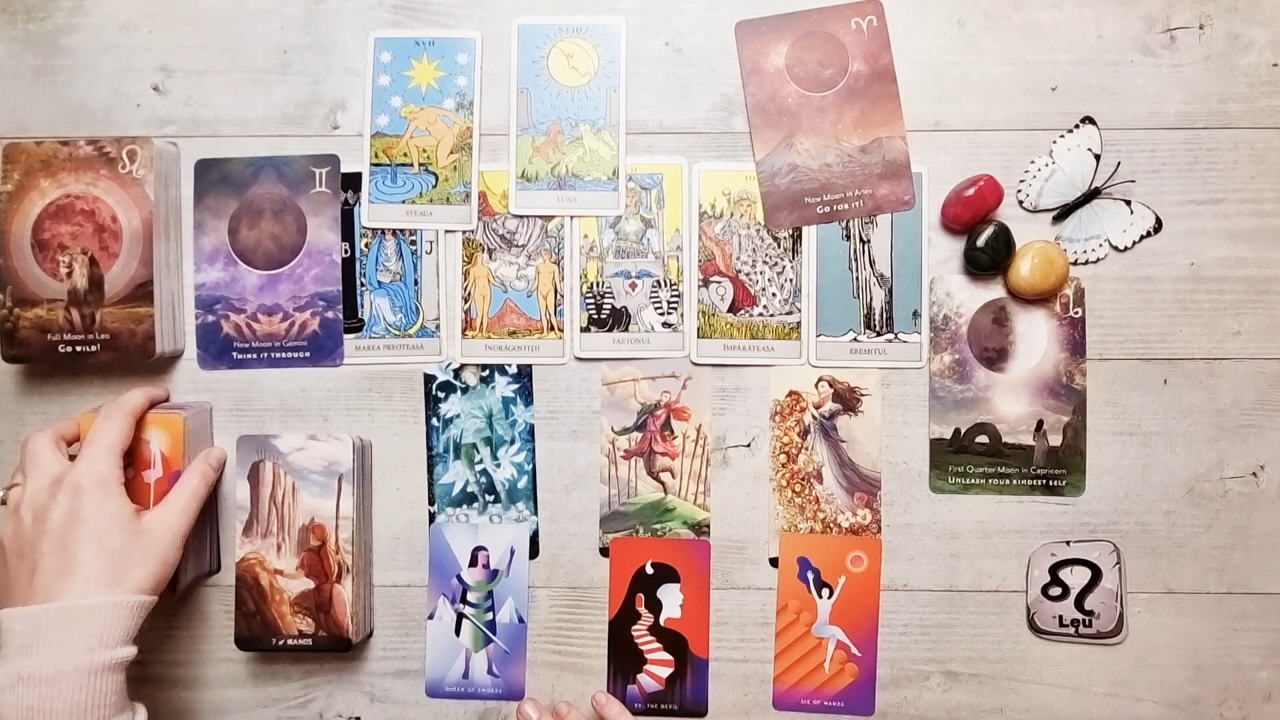 XVII
STEAUA
LUNA
New Moon in Aries
GO FOR IT!
Full Moon in Leo
GO WILD!
New Moon in Gemini
THINK IT THROUGH
B
J
MAREA PREOTEASĂ
ÎNDRĂGOSTIȚII
FAETONUL
ÎMPĂRĂTEASA
EREMITUL
First Quarter Moon in Capricorn
UNLEASH YOUR KINDEST SELF
7 of WANDS
QUEEN OF SWORDS
XV. THE DEVIL
ACE OF WANDS
Leu